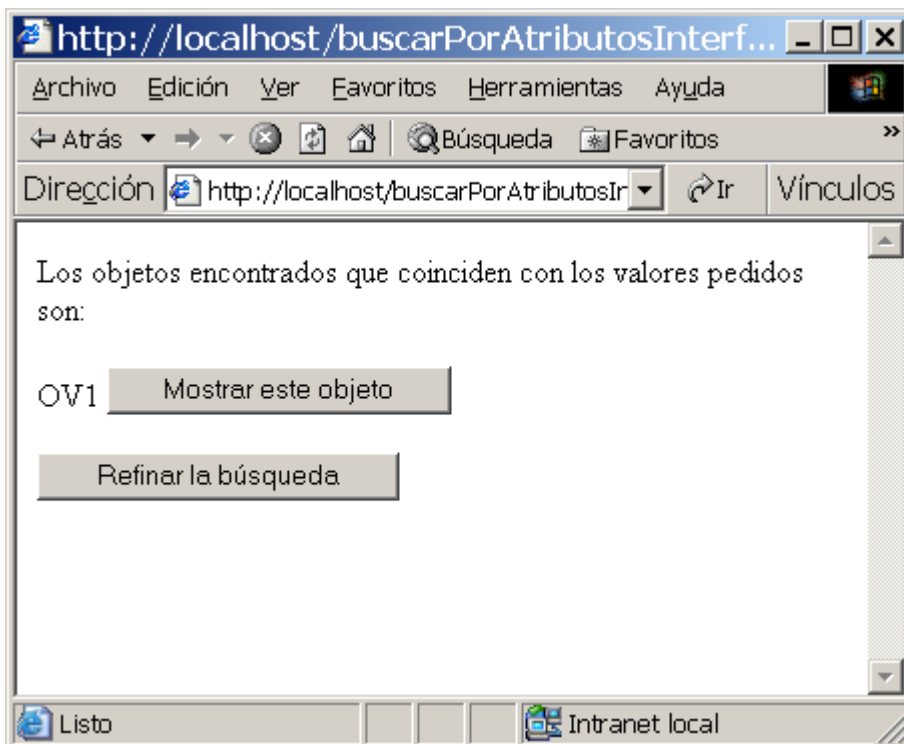 http://localhost/buscarPorAtributosInterf...
Archivo Edición Ver Favoritos Herramientas Ayuda
Atrás Búsqueda Favoritos »
Dirección http://localhost/buscarPorAtributosIr Ir Vínculos
Los objetos encontrados que coinciden con los valores pedidos
son:
OV1 Mostrar este objeto
Refinar la búsqueda
Listo Intranet local